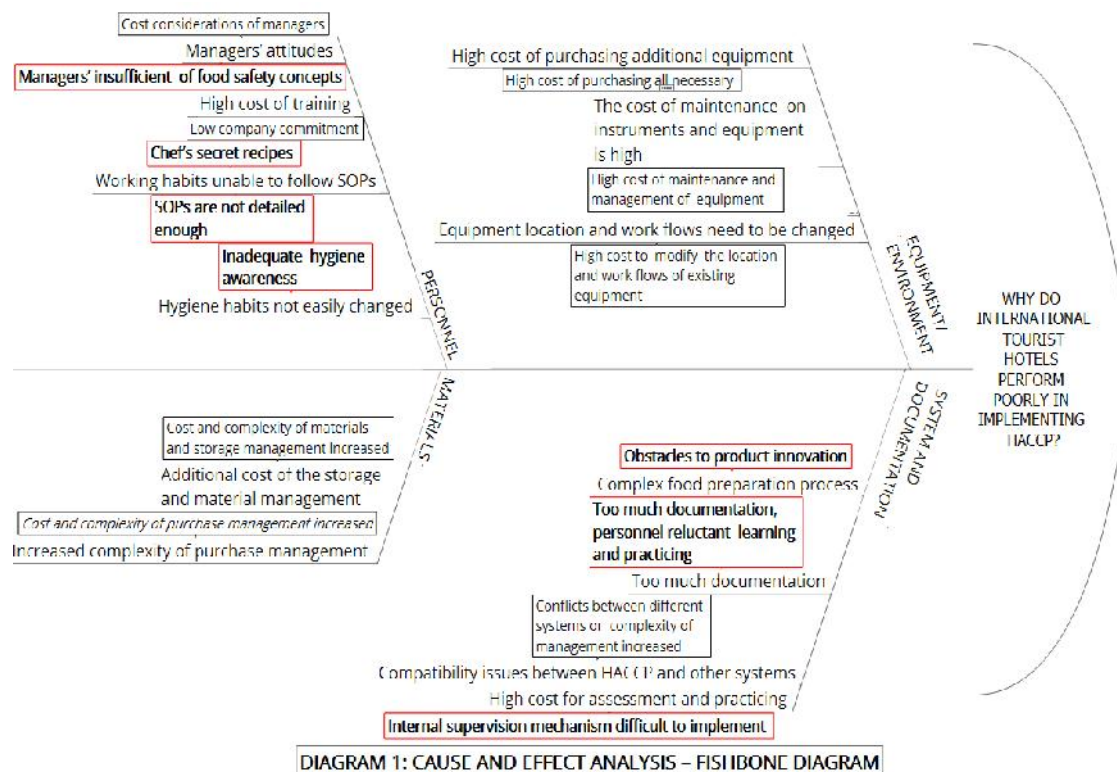 Cost considerations of managers
Managers' attitudes
Managers' insufficient of food safety concepts
High cost of training
Low company commitment
Chef's secret recipes
Working habits unable to follow SOPs
SOPs are not detailed
enough
Inadequate hygiene
awareness
Hygiene habits not easily changed
PERSONNEL
High cost of purchasing additional equipment
High cost of purchasing all necessary
The cost of maintenance on
instruments and equipment
is high
High cost of maintenance and
management of equipment
Equipment location and work flows need to be changed
High cost to modify the location
and work flows of existing
equipment
EQUIPMENT/
ENVIRONMENT
WHY DO
INTERNATIONAL
TOURIST
HOTELS
PERFORM
POORLY IN
IMPLEMENTING
HACCP?
MATERIALS
Cost and complexity of materials
and storage management increased
Additional cost of the storage
and material management
Cost and complexity of purchase management increased
Increased complexity of purchase management
SYSTEM AND
DOCUMENTATION
Obstacles to product innovation
Complex food preparation process
Too much documentation,
personnel reluctant learning
and practicing
Too much documentation
Conflicts between different
systems or complexity of
management increased
Compatibility issues between HACCP and other systems
High cost for assessment and practicing
Internal supervision mechanism difficult to implement
DIAGRAM 1: CAUSE AND EFFECT ANALYSIS – FISHBONE DIAGRAM